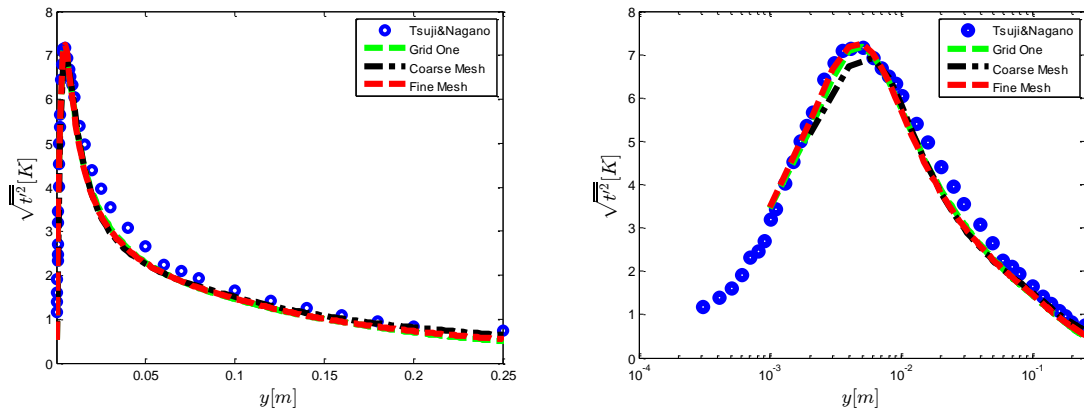 8
7
6
5
4
3
2
1
0
0.05
0.1
0.15
0.2
0.25
√t′² [K]
y[m]
Tsuji&Nagano
Grid One
Coarse Mesh
Fine Mesh
8
7
6
5
4
3
2
1
0
10⁻⁴
10⁻³
10⁻²
10⁻¹
√t′² [K]
y[m]
Tsuji&Nagano
Grid One
Coarse Mesh
Fine Mesh